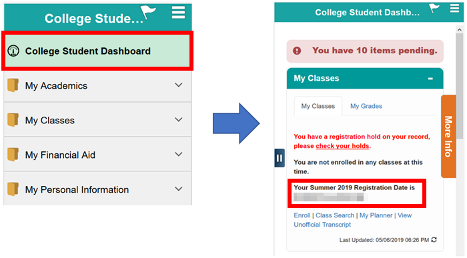 College Stude...
College Student Dashboard
My Academics
My Classes
My Financial Aid
My Personal Information
College Student Dashb...
You have 10 items pending.
My Classes
My Classes My Grades
You have a registration hold on your record,
please check your holds.
You are not enrolled in any classes at this
time.
Your Summer 2019 Registration Date is
Enroll | Class Search | My Planner | View
Unofficial Transcript
Last Updated: 05/06/2019 06:26 PM
More Info